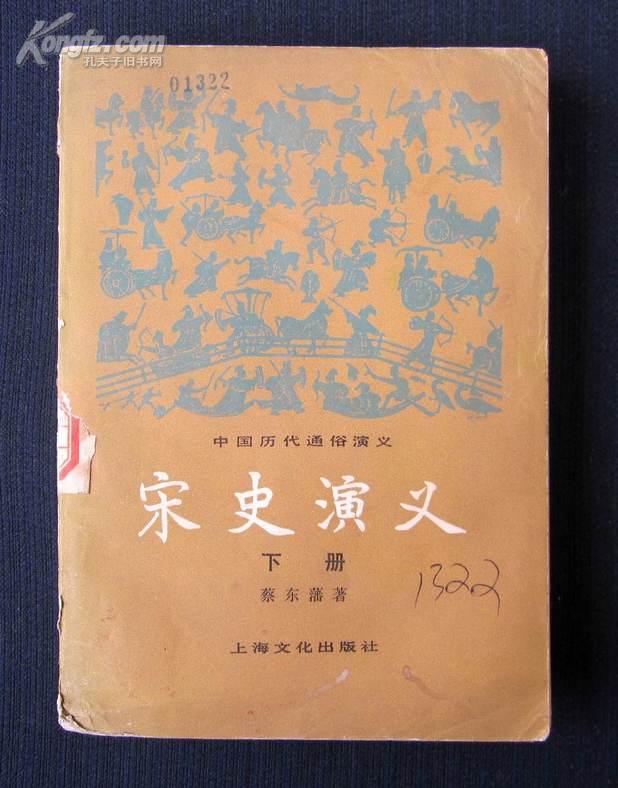 Kongfz.com
孔夫子旧书网
01322
中国历代通俗演义
宋史演义
下册
蔡东藩著
1322
上海文化出版社